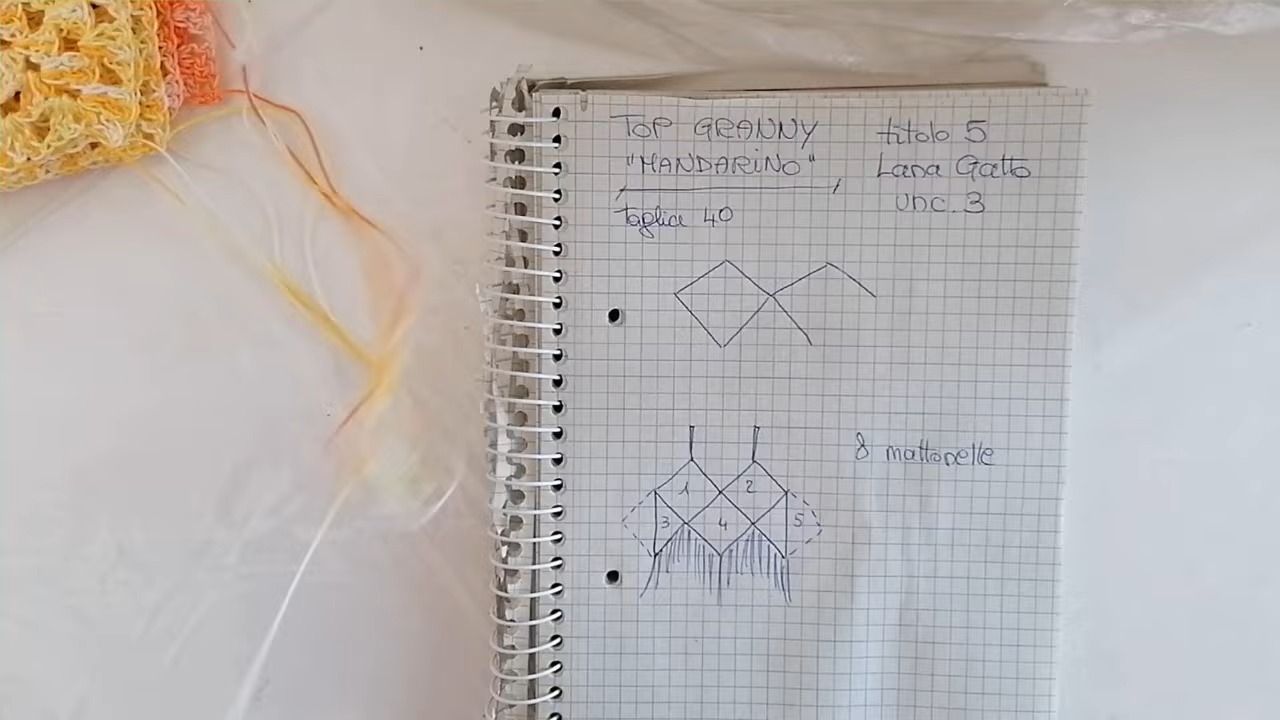 TOP GRANNY
"MANDARINO"
Taglia 40
titolo 5
Lana Gatto
unc. 3
8 mattonelle
1
2
3
4
5